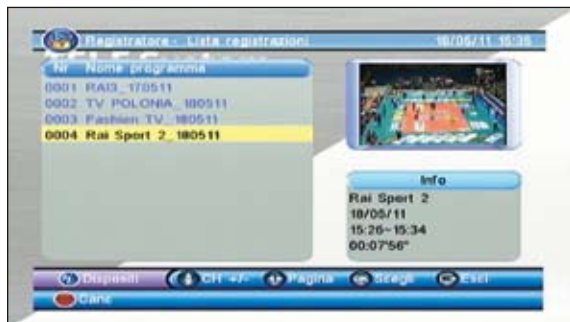 Registratore - Lista registrazioni 18/05/11 15:35
Nr Nome programma
0001 RAI3_170511
0002 TV POLONIA_180511
0003 Fashion TV_180511
0004 Rai Sport 2_180511
Info
Rai Sport 2
18/05/11
15:26~15:34
00:07'56"
Dispositi CH +/- Pagina Scegli Esci
Canc